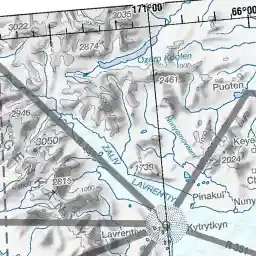 3022
3035
171°00'
66°00'
2874
Ozero Koolen
2461
Puoten
2946
3050
Keye
2024
ZALIV
1739
2815
LAVRENTIYA
Pinakul
Nuny
Lavrentiya
Kytrytkyn